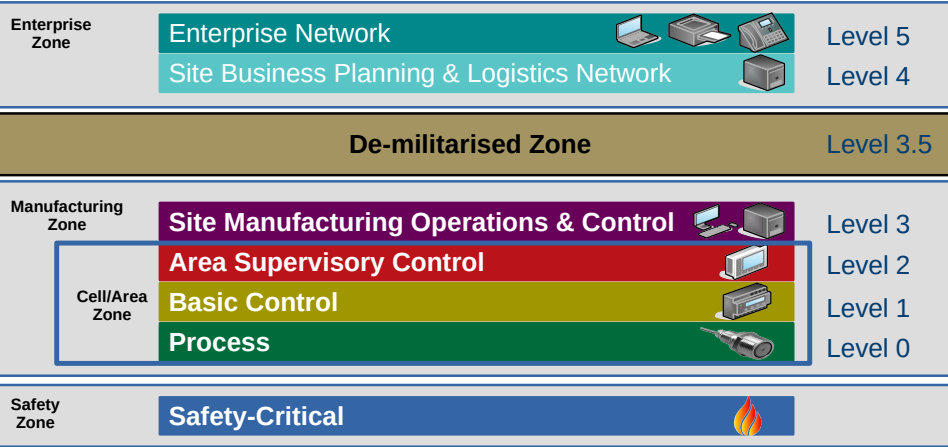 Enterprise
Zone
Enterprise Network
Level 5
Site Business Planning & Logistics Network
Level 4
De-militarised Zone
Level 3.5
Manufacturing
Zone
Site Manufacturing Operations & Control
Level 3
Area Supervisory Control
Level 2
Cell/Area
Zone
Basic Control
Level 1
Process
Level 0
Safety
Zone
Safety-Critical